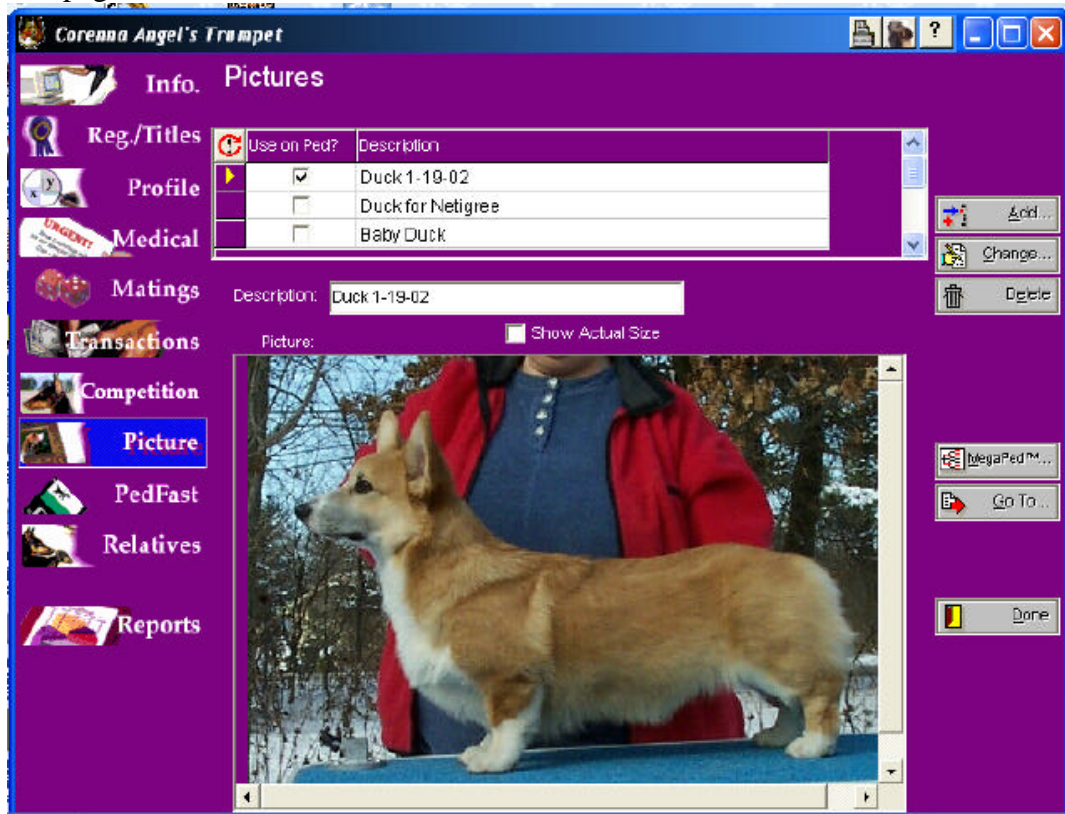 Corenna Angel's Trumpet
?
Info.
Pictures
Reg./Titles
Use on Ped? Description
Duck 1-19-02
Profile
Duck for Netigree
Add...
URGENT!
Medical
Baby Duck
Change...
Matings
Description: Duck 1-19-02
Delete
Show Actual Size
Transactions
Picture:
Competition
Picture
MegaPed™...
PedFast
Go To...
Relatives
Reports
Done